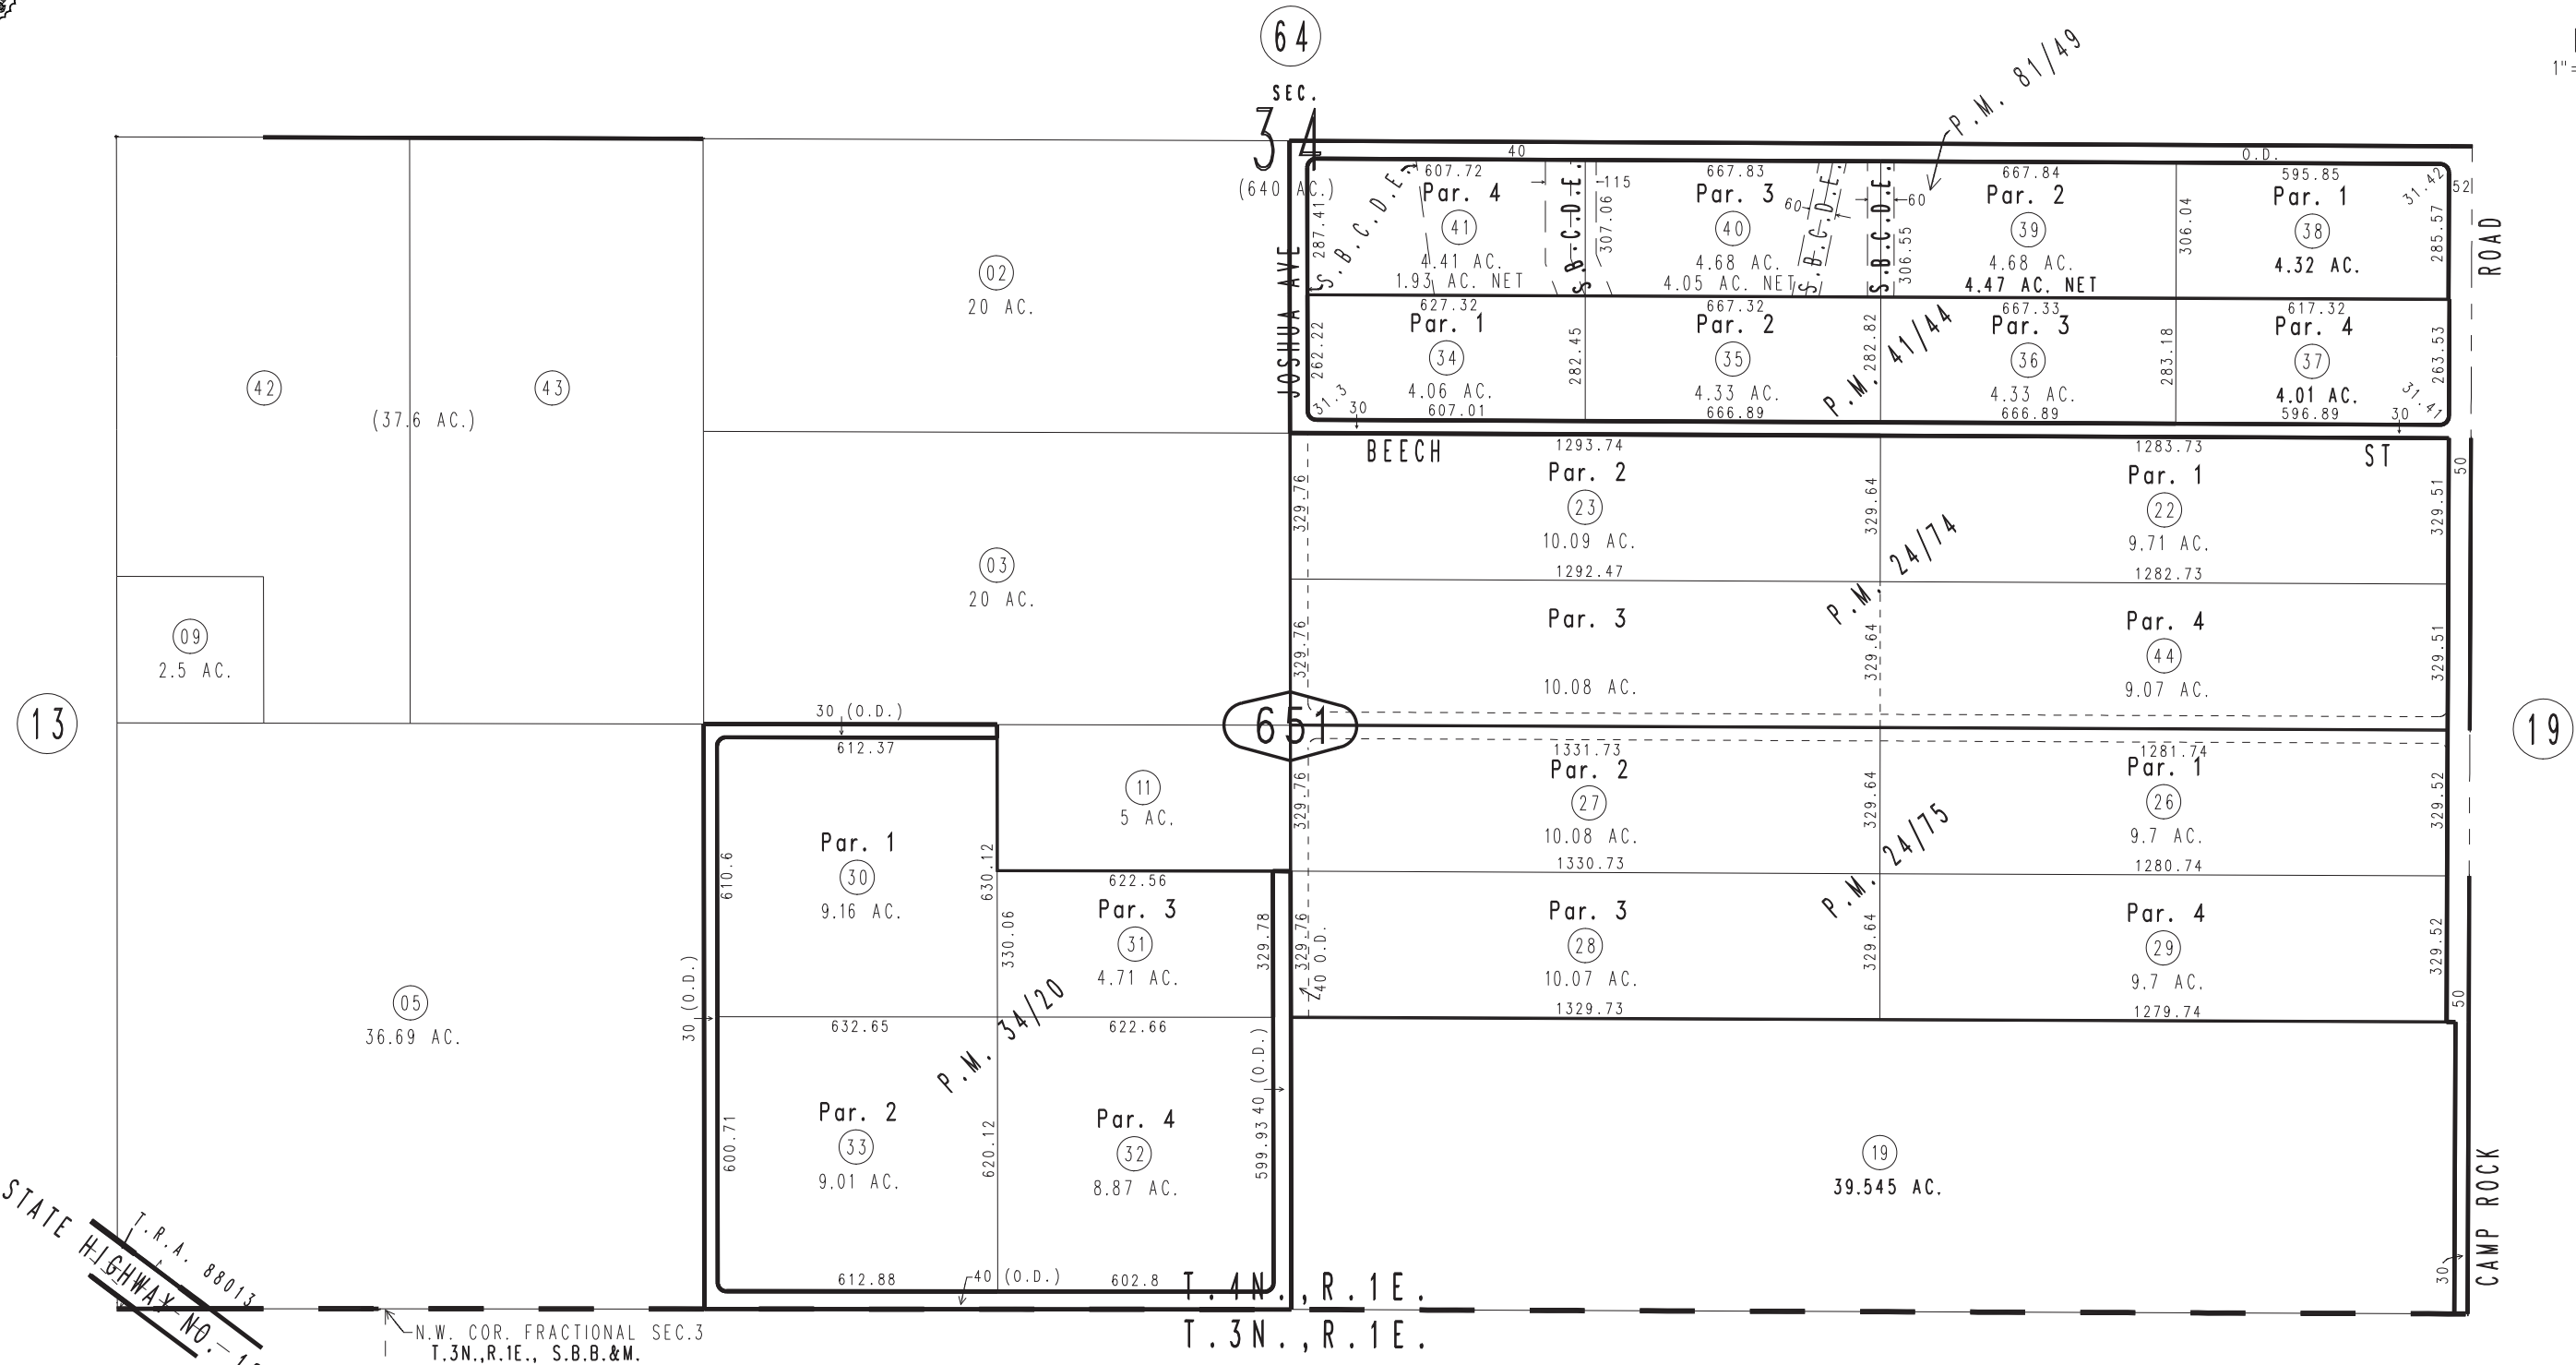 64
SEC.
34
(640 AC.)
1"=
P.M. 81/49
40
O.D.
607.72
Par. 4
41
4.41 AC.
1.93 AC. NET
287.41
S.B.C.D.E.
S.B.C.D.E.
115
307.06
667.83
Par. 3
40
4.68 AC.
4.05 AC. NET
60
S.B.C.D.E.
S.B.C.D.E.
60
306.55
667.84
Par. 2
39
4.68 AC.
4.47 AC. NET
306.04
595.85
Par. 1
38
4.32 AC.
31.42
285.57
52
ROAD
JOSHUA AVE
627.32
Par. 1
34
4.06 AC.
607.01
262.22
31.3
30
282.45
667.32
Par. 2
35
4.33 AC.
666.89
282.82
P.M. 41/44
667.33
Par. 3
36
4.33 AC.
666.89
283.18
617.32
Par. 4
37
4.01 AC.
596.89
263.53
31.41
30
BEECH
ST
02
20 AC.
42
43
(37.6 AC.)
03
20 AC.
09
2.5 AC.
1293.74
Par. 2
23
10.09 AC.
1292.47
329.76
329.64
P.M. 24/74
1283.73
Par. 1
22
9.71 AC.
1282.73
329.51
50
Par. 3
10.08 AC.
329.76
329.64
Par. 4
44
9.07 AC.
329.51
13
651
19
30 (O.D.)
612.37
Par. 1
30
9.16 AC.
610.6
630.12
11
5 AC.
1331.73
Par. 2
27
10.08 AC.
1330.73
329.76
329.64
P.M. 24/75
1281.74
Par. 1
26
9.7 AC.
1280.74
329.52
622.56
Par. 3
31
4.71 AC.
330.06
329.78
329.76
40 O.D.
Par. 3
28
10.07 AC.
1329.73
329.64
Par. 4
29
9.7 AC.
1279.74
329.52
50
05
36.69 AC.
30 (O.D.)
632.65
622.66
P.M. 34/20
Par. 2
33
9.01 AC.
600.71
620.12
Par. 4
32
8.87 AC.
599.93
40 (O.D.)
612.88
40 (O.D.)
602.8
19
39.545 AC.
30
CAMP ROCK
STATE HIGHWAY NO.
T.R.A. 88013
T.4N.,R.1E.
T.3N.,R.1E.
N.W. COR. FRACTIONAL SEC.3
T.3N.,R.1E., S.B.B.&M.